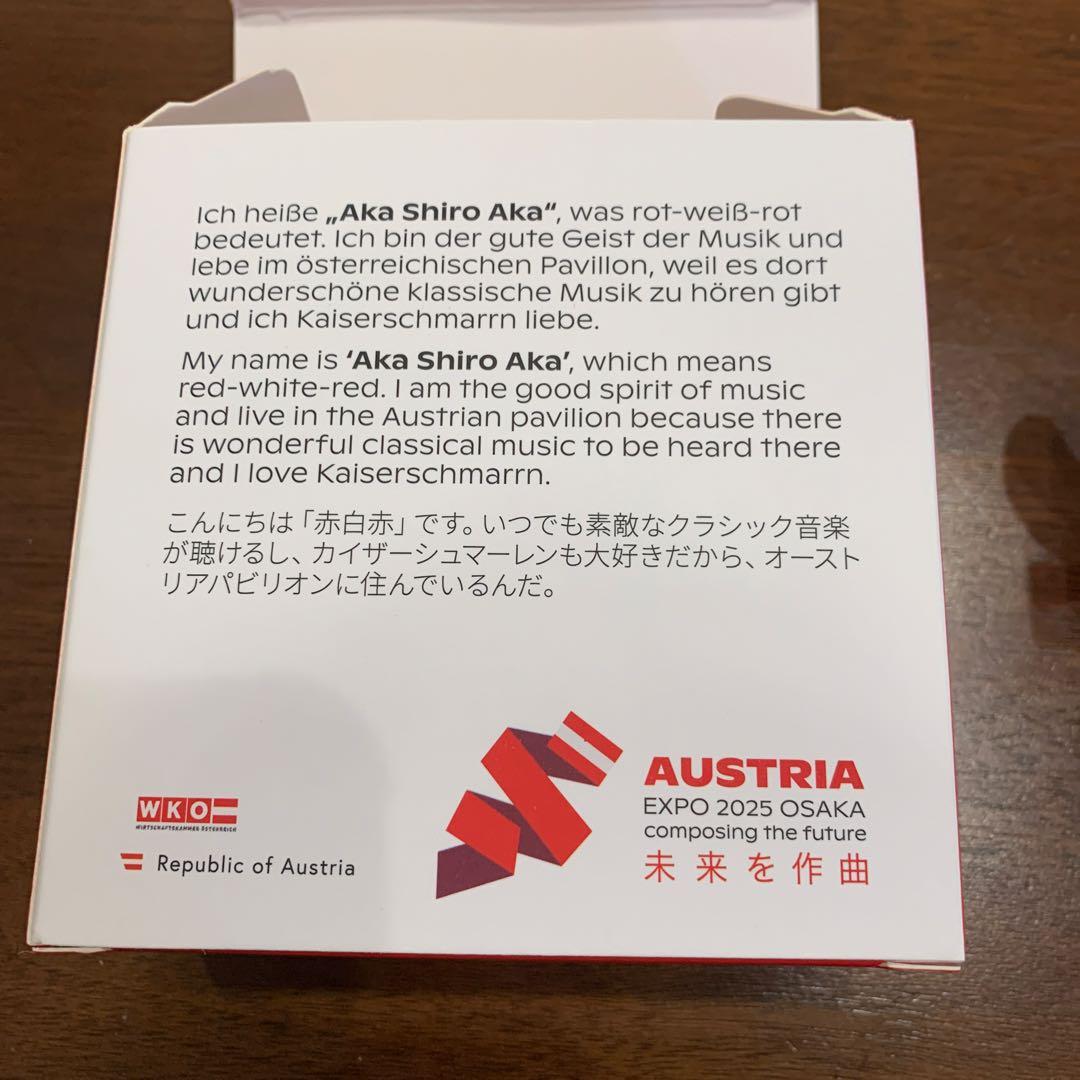 Ich heiße „Aka Shiro Aka“, was rot-weiß-rot
bedeutet. Ich bin der gute Geist der Musik und
lebe im österreichischen Pavillon, weil es dort
wunderschöne klassische Musik zu hören gibt
und ich Kaiserschmarrn liebe.
My name is ‘Aka Shiro Aka’, which means
red-white-red. I am the good spirit of music
and live in the Austrian pavilion because there
is wonderful classical music to be heard there
and I love Kaiserschmarrn.
こんにちは「赤白赤」です。いつでも素敵なクラシック音楽
が聴けるし、カイザーシュマーレンも大好きだから、オースト
リアパビリオンに住んでいるんだ。
WKO
WIRTSCHAFTSKAMMER ÖSTERREICH
Republic of Austria
AUSTRIA
EXPO 2025 OSAKA
composing the future
未来を作曲